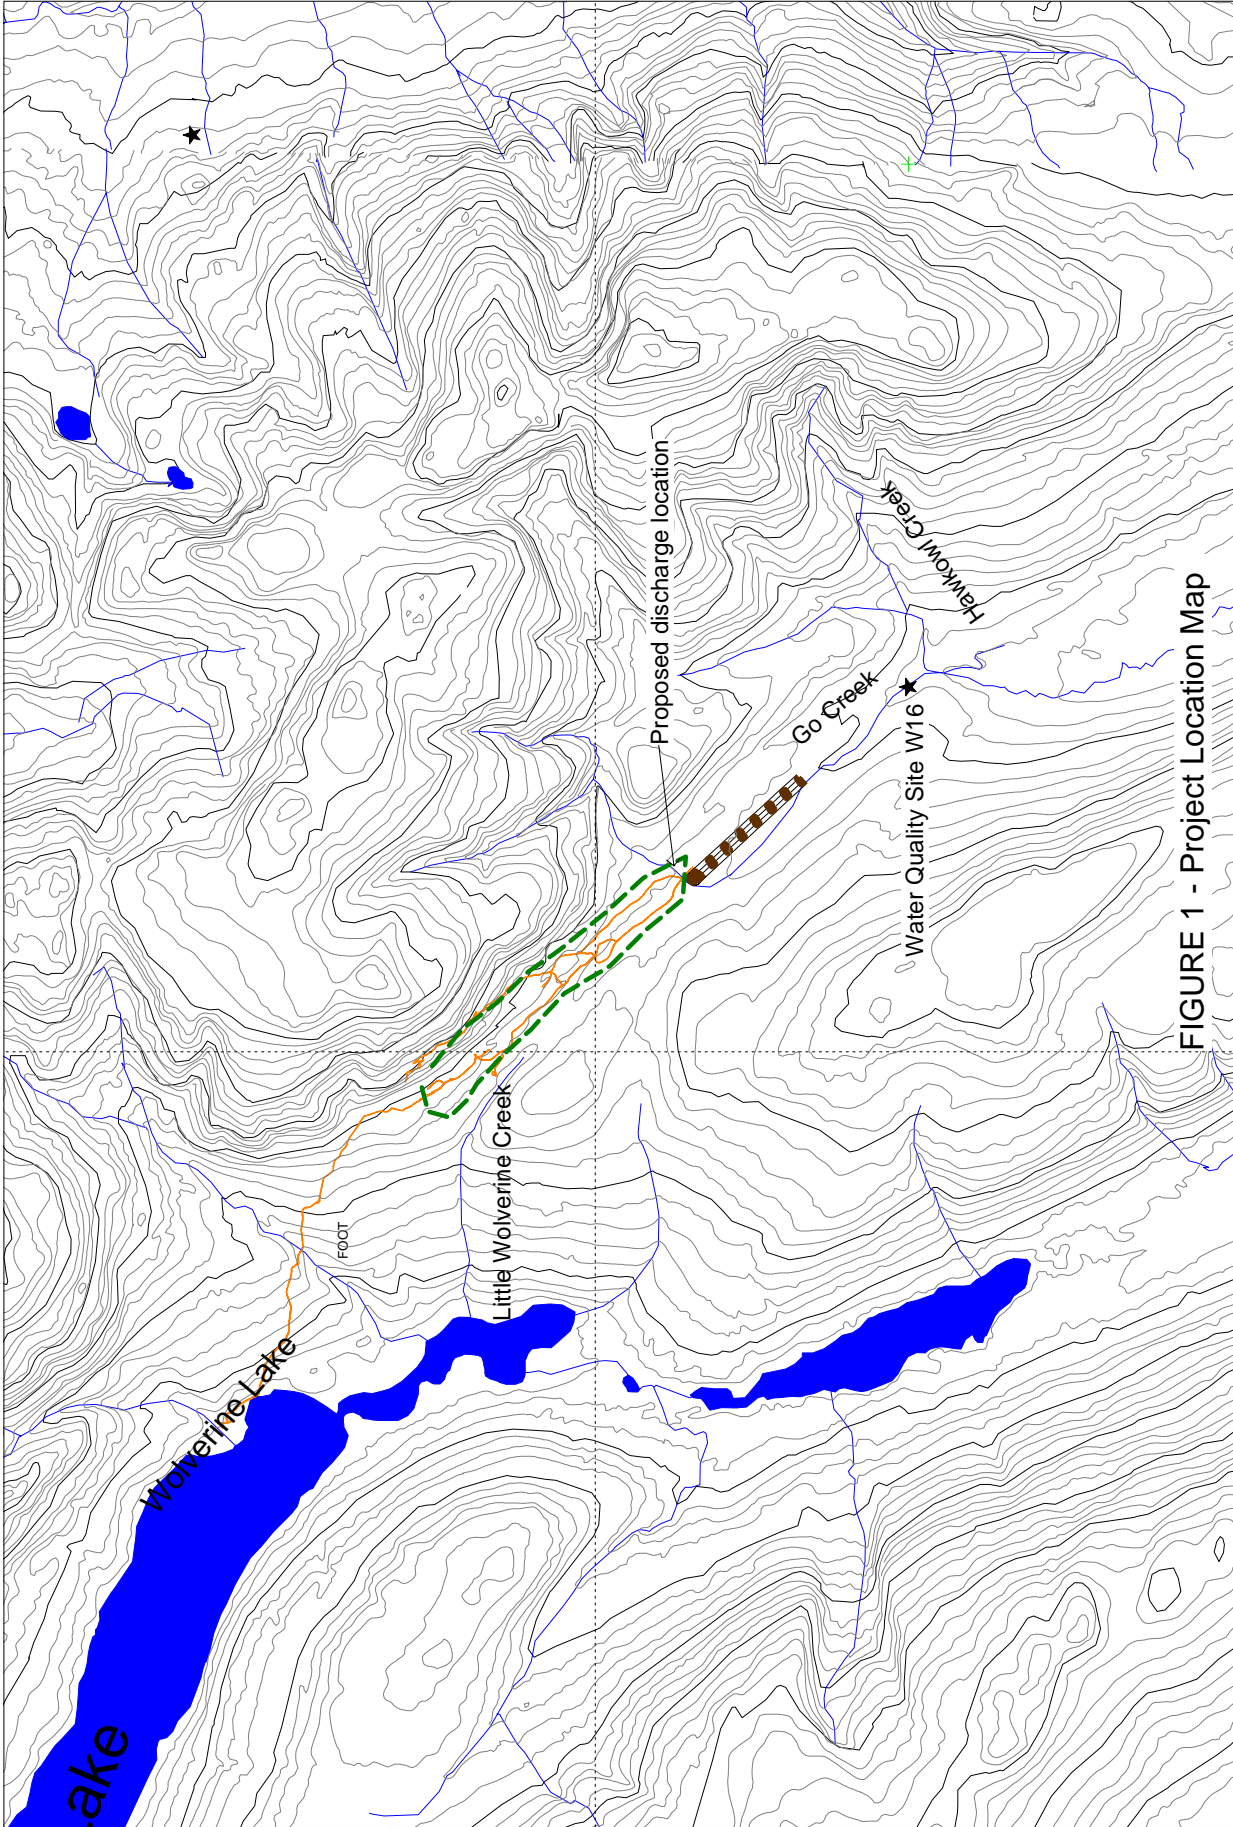 Lake
Wolverine Lake
FOOT
Little Wolverine Creek
Proposed discharge location
Go Creek
Hawkowl Creek
Water Quality Site W16
FIGURE 1 - Project Location Map